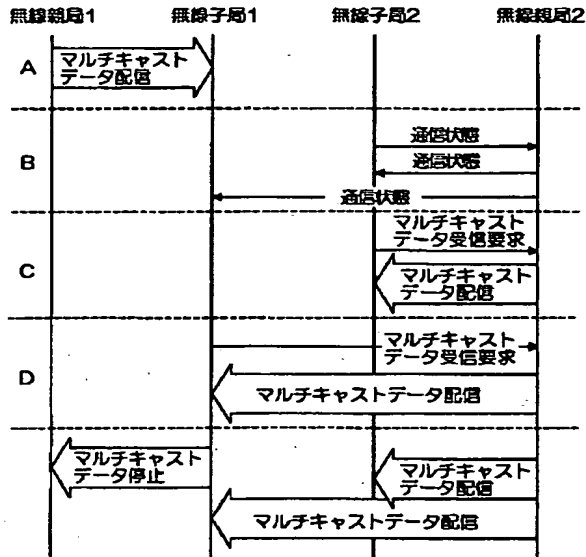 無線親局1 無線子局1 無線子局2 無線親局2
A
マルチキャスト
データ配信
B
通信状態
通信状態
通信状態
C
マルチキャスト
データ受信要求
マルチキャスト
データ配信
D
マルチキャスト
データ受信要求
マルチキャストデータ配信
マルチキャスト
データ停止
マルチキャスト
データ配信
マルチキャストデータ配信